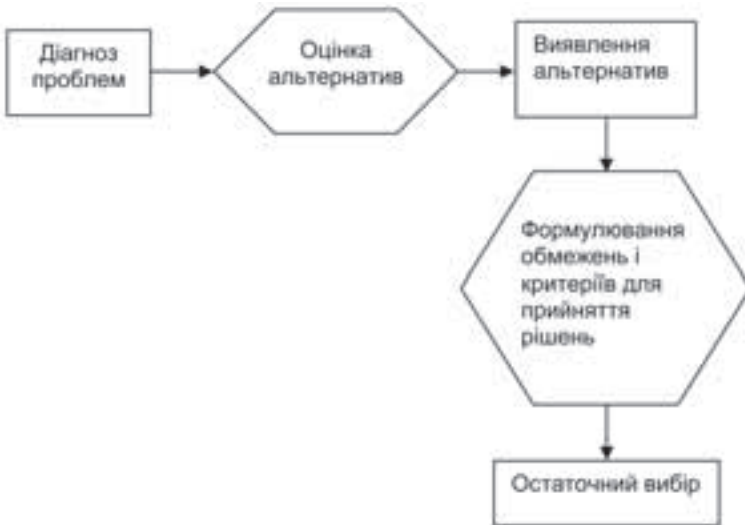 Діагноз
проблем
Оцінка
альтернатив
Виявлення
альтернатив
Формулювання
обмежень і
критеріїв для
прийняття
рішень
Остаточний вибір